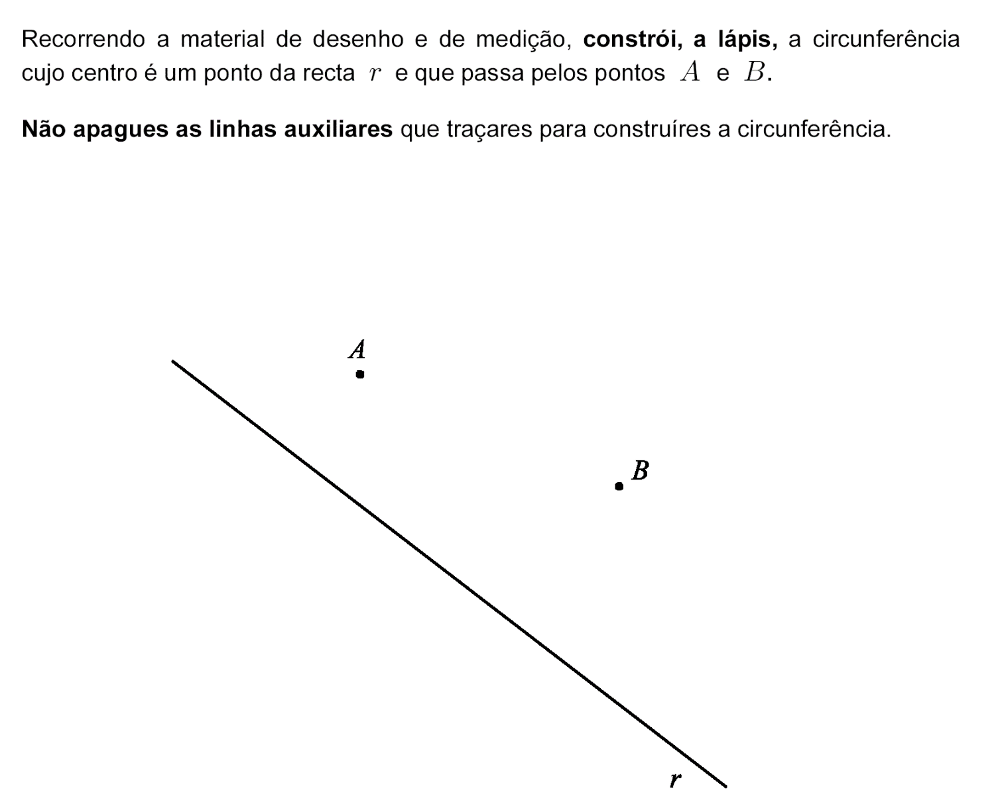 Recorrendo a material de desenho e de medição, constrói, a lápis, a circunferência
cujo centro é um ponto da recta r e que passa pelos pontos A e B.
Não apagues as linhas auxiliares que traçares para construíres a circunferência.
A
B
r